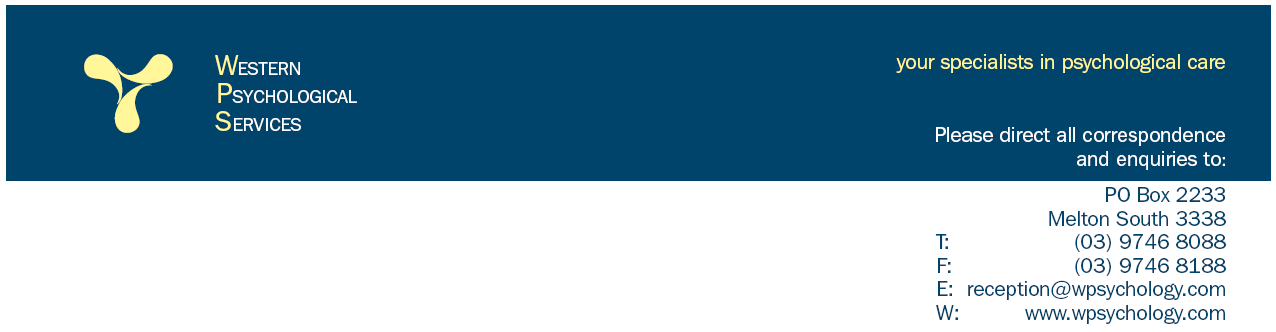 WESTERN
PSYCHOLOGICAL
SERVICES
your specialists in psychological care
Please direct all correspondence
and enquiries to:
PO Box 2233
Melton South 3338
T: (03) 9746 8088
F: (03) 9746 8188
E: reception@wpsychology.com
W: www.wpsychology.com